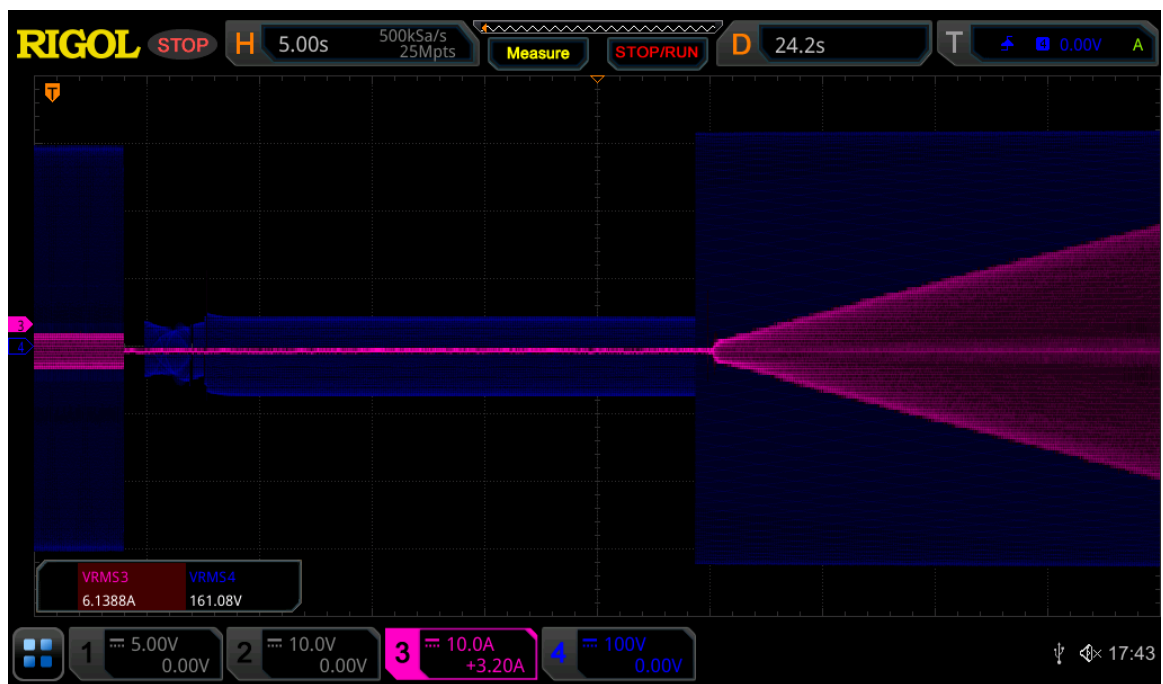 RIGOL STOP H 5.00s 500kSa/s 25Mpts Measure STOP/RUN D 24.2s T 4 0.00V A
T
3
4
VRMS3 VRMS4
6.1388A 161.08V
1 5.00V 0.00V 2 10.0V 0.00V 3 10.0A +3.20A 4 100V 0.00V 17:43